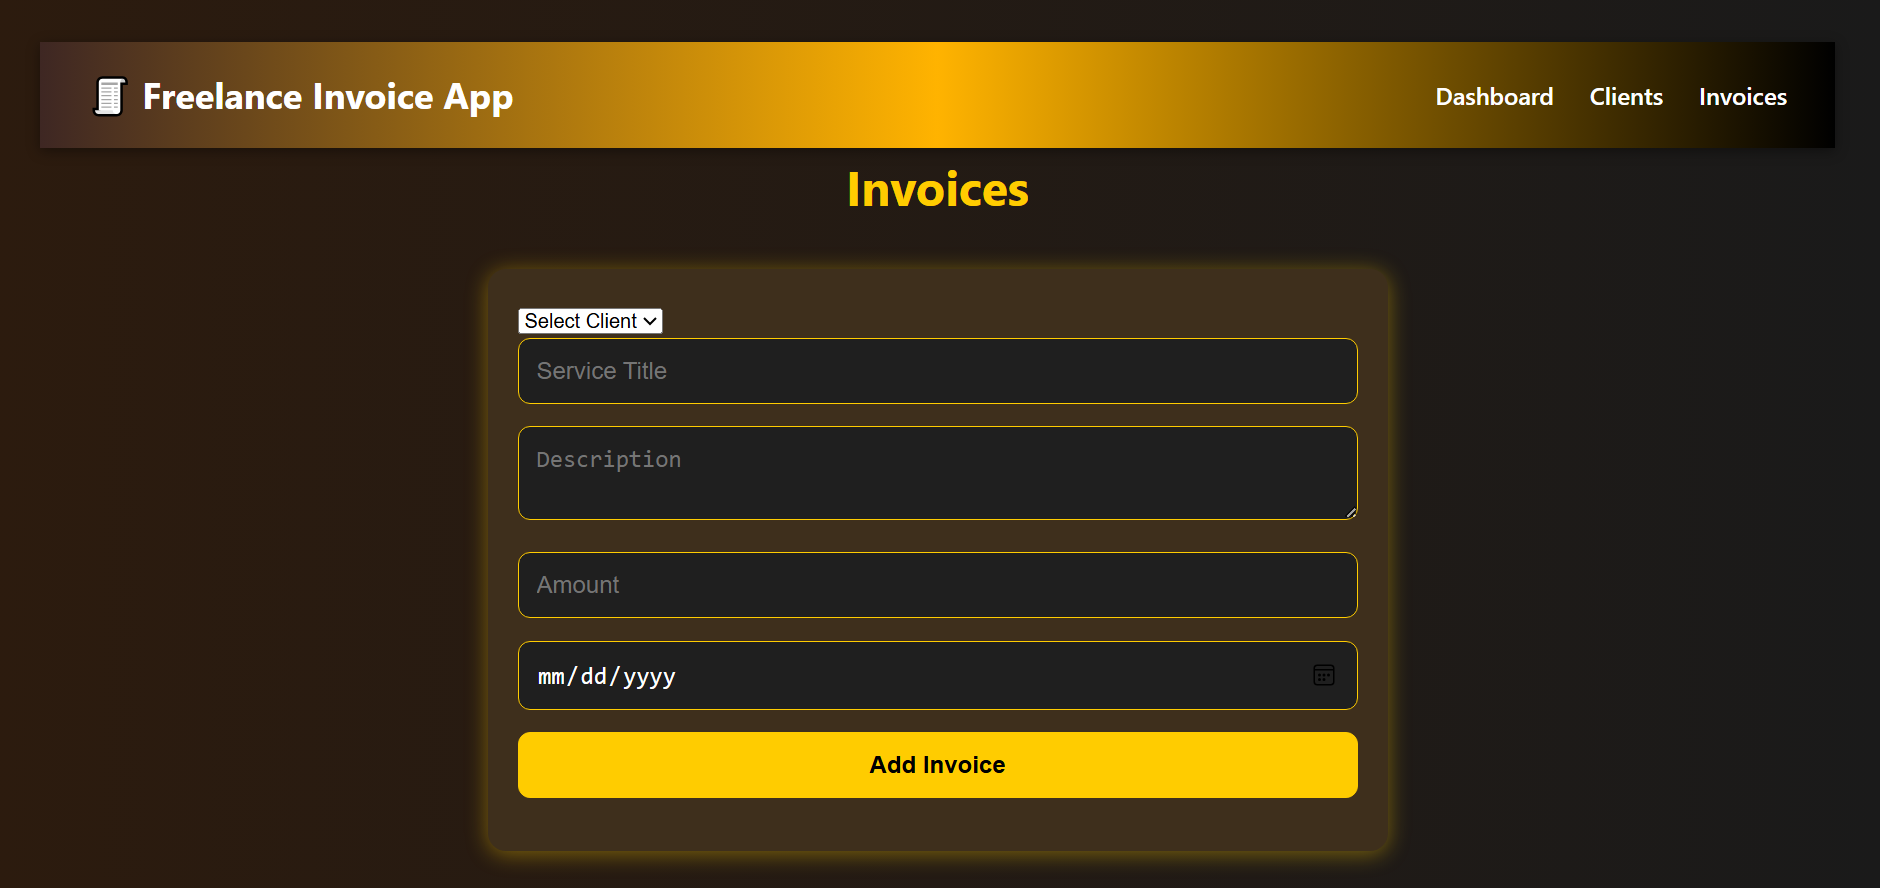 Freelance Invoice App
Dashboard Clients Invoices
Invoices
Select Client
Service Title
Description
Amount
mm/dd/yyyy
Add Invoice